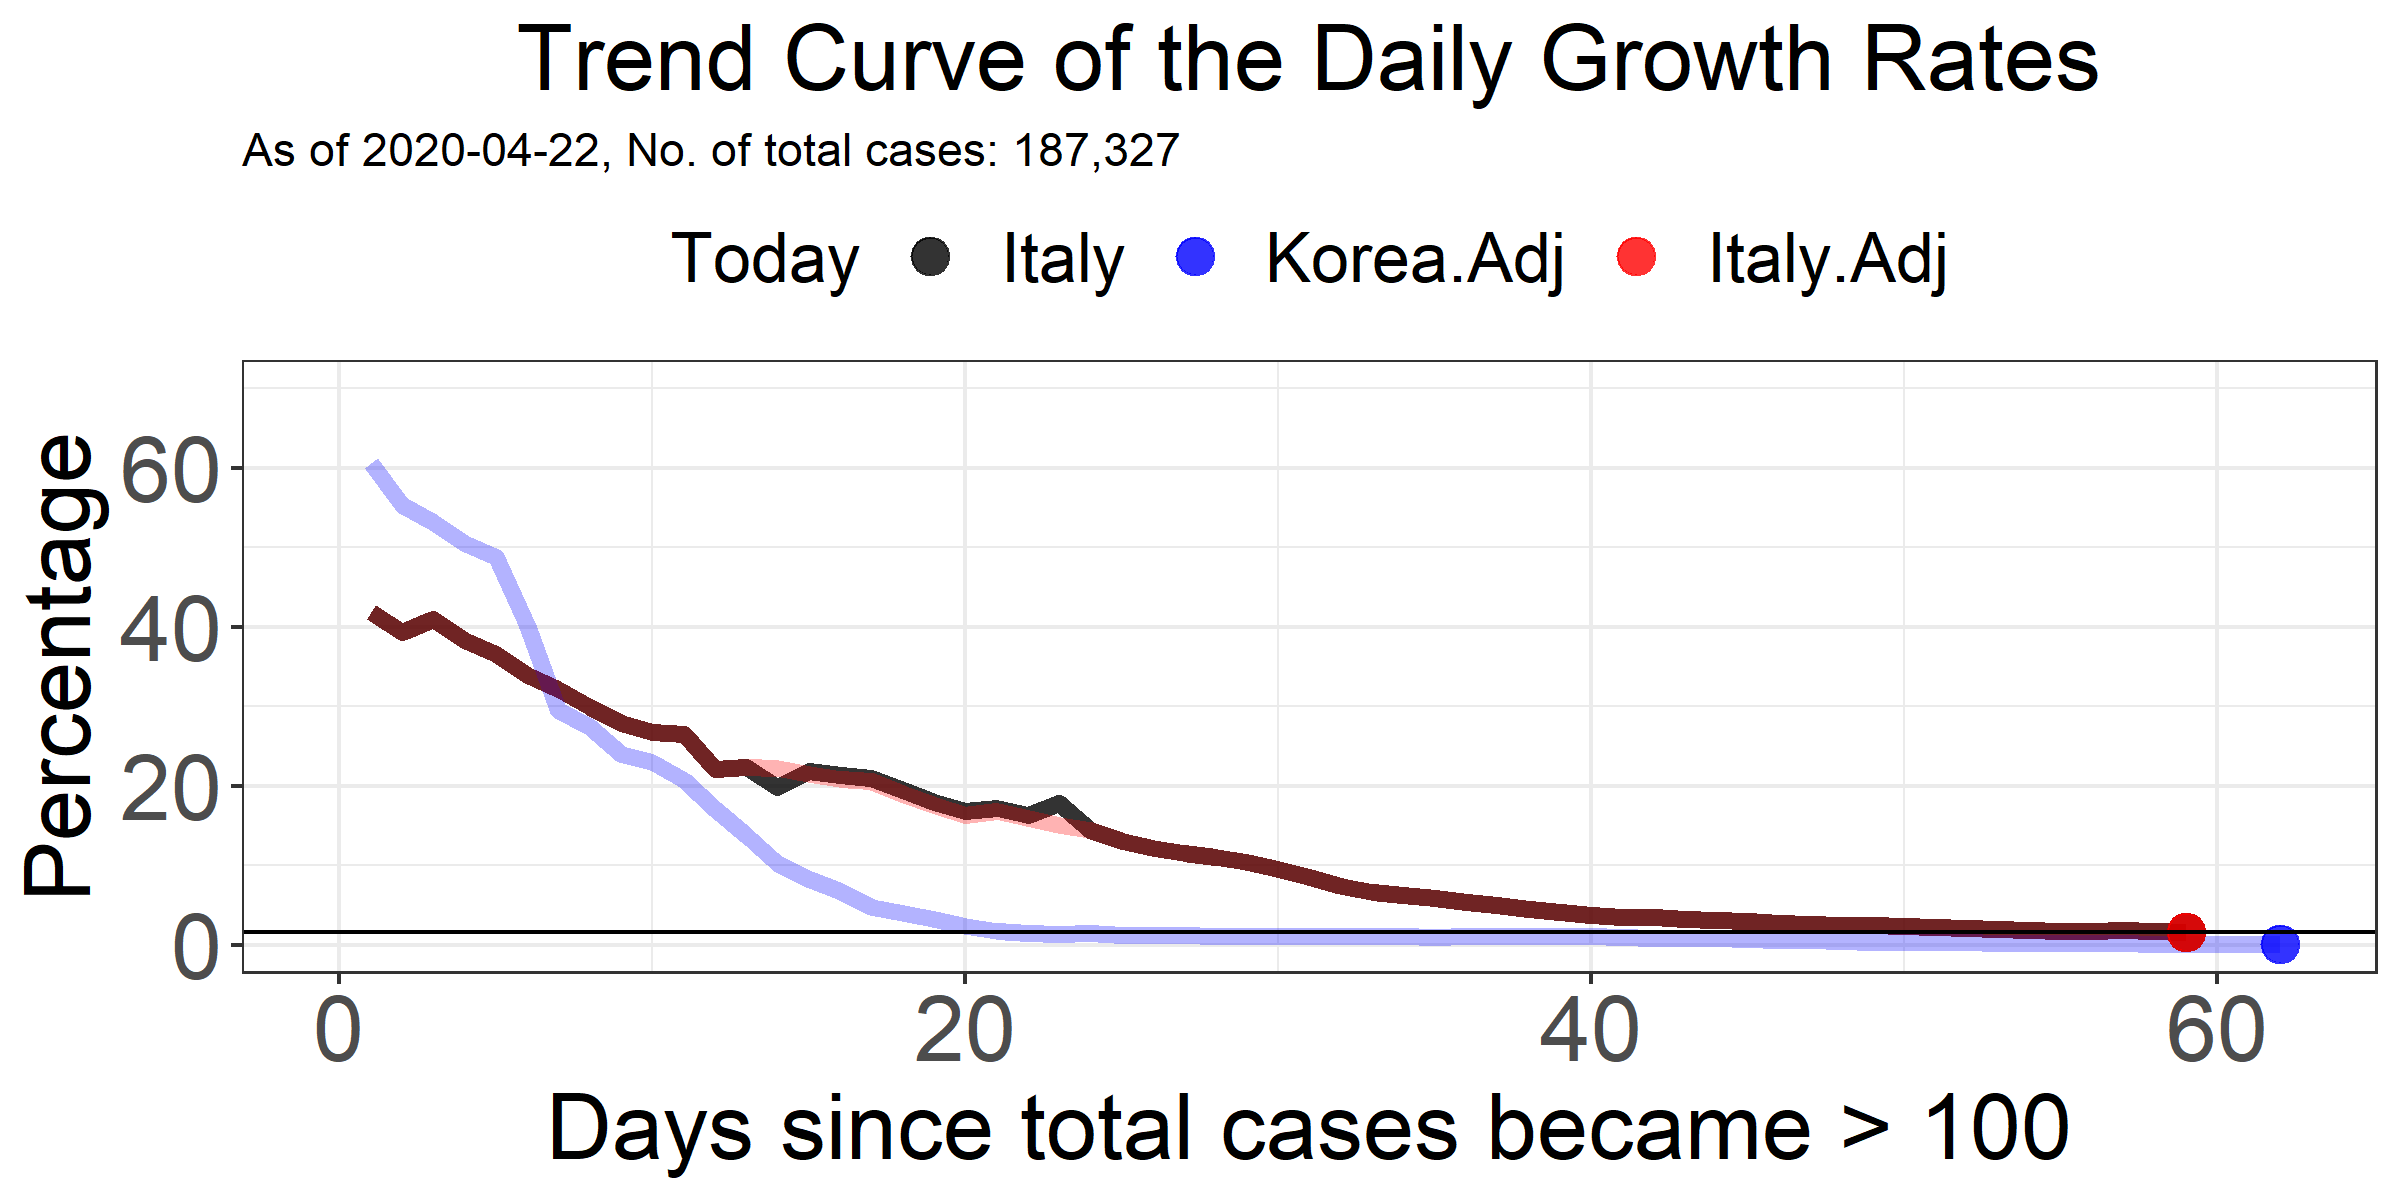 Trend Curve of the Daily Growth Rates
As of 2020-04-22, No. of total cases: 187,327
Today Italy Korea.Adj Italy.Adj
Percentage
60
40
20
0
0 20 40 60
Days since total cases became > 100